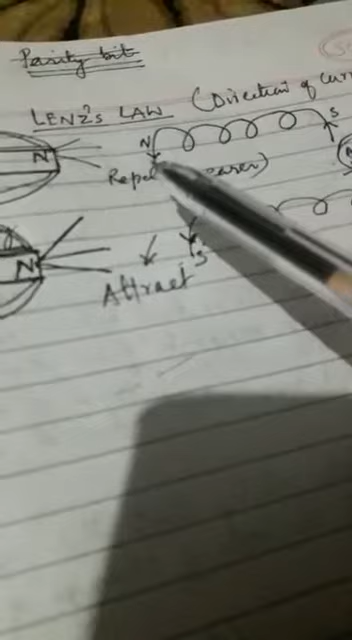 Parity bit
LENZ'S LAW (Direction of
N S
N
N
Repel
N
Attract S